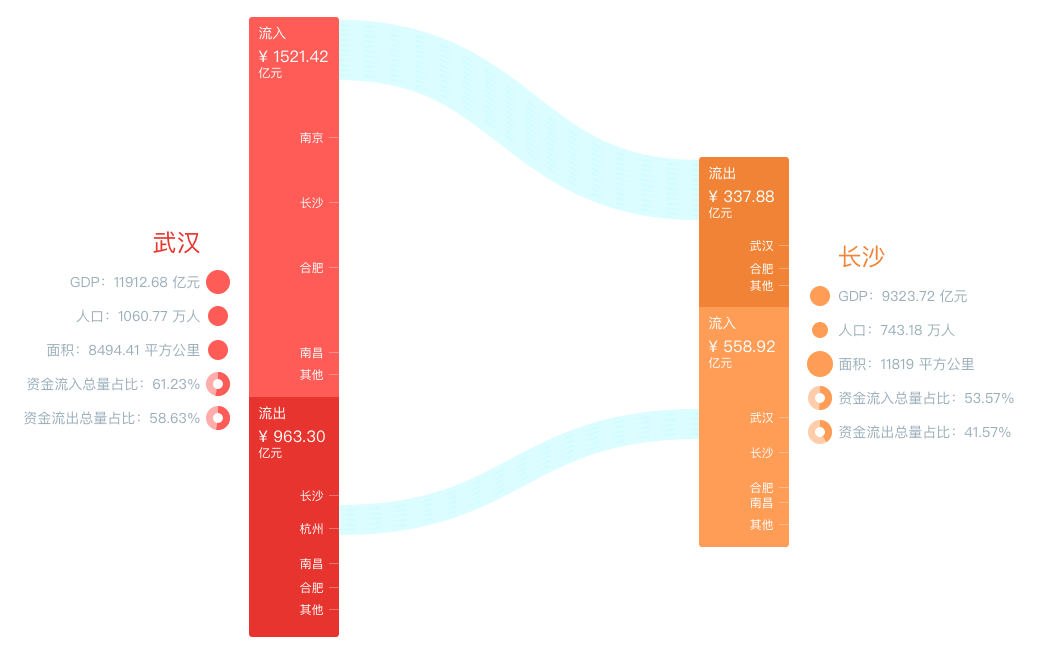 武汉
GDP：11912.68 亿元
人口：1060.77 万人
面积：8494.41 平方公里
资金流入总量占比：61.23%
资金流出总量占比：58.63%
流入
¥ 1521.42
亿元
南京
长沙
合肥
南昌
其他
流出
¥ 963.30
亿元
长沙
杭州
南昌
合肥
其他
流出
¥ 337.88
亿元
武汉
合肥
其他
流入
¥ 558.92
亿元
武汉
长沙
合肥
南昌
其他
长沙
GDP：9323.72 亿元
人口：743.18 万人
面积：11819 平方公里
资金流入总量占比：53.57%
资金流出总量占比：41.57%